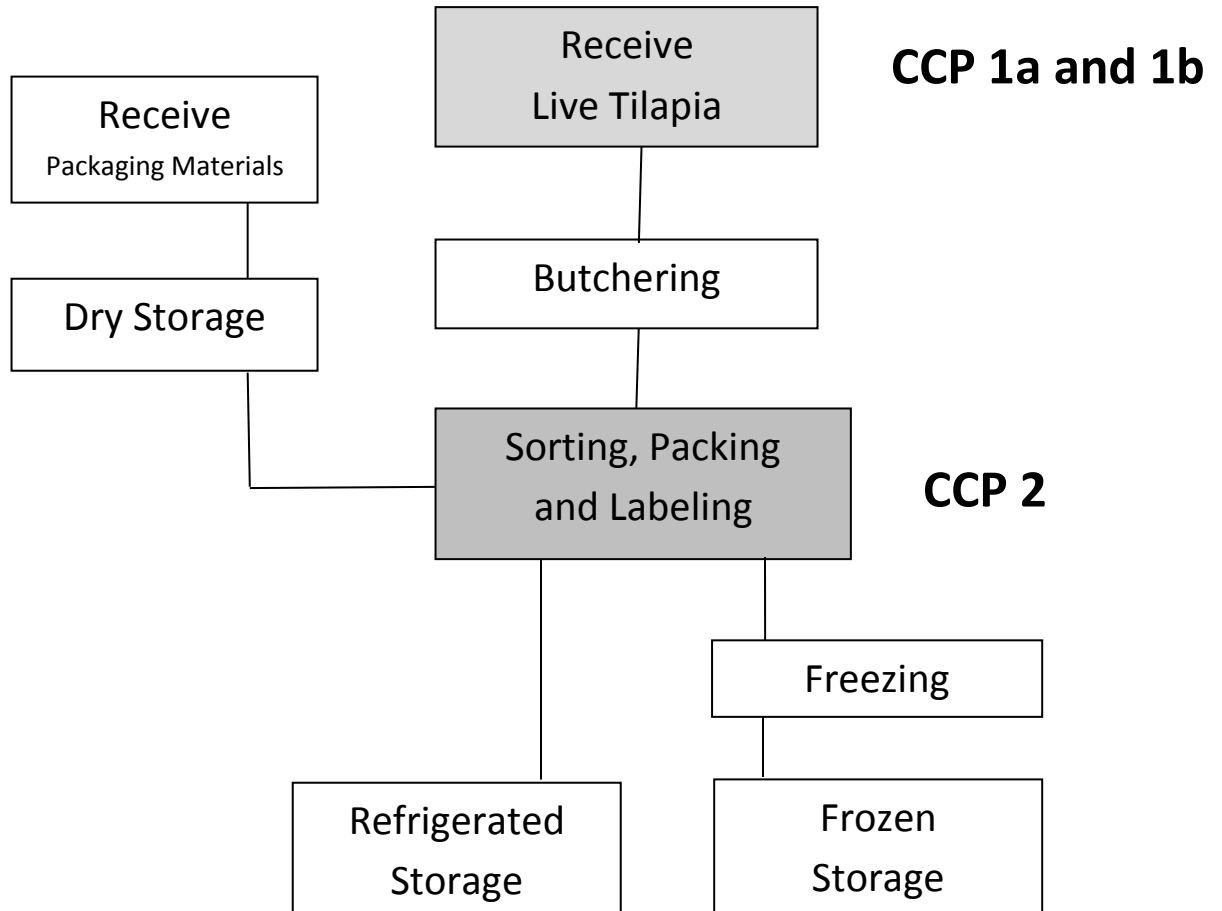 Receive
Live Tilapia
CCP 1a and 1b
Receive
Packaging Materials
Butchering
Dry Storage
Sorting, Packing
and Labeling
CCP 2
Freezing
Refrigerated
Storage
Frozen
Storage